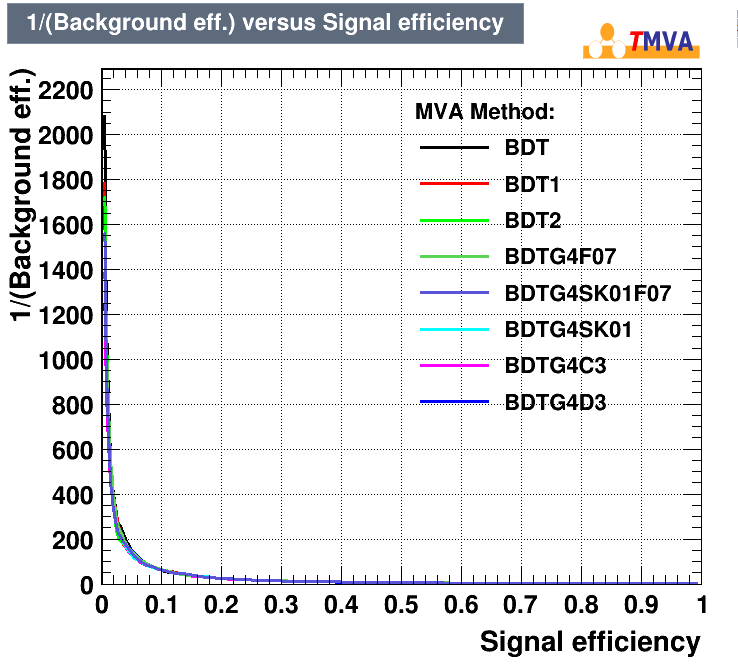 1/(Background eff.) versus Signal efficiency
TMVA
1/(Background eff.)
2200
2000
1800
1600
1400
1200
1000
800
600
400
200
0
MVA Method:
BDT
BDT1
BDT2
BDTG4F07
BDTG4SK01F07
BDTG4SK01
BDTG4C3
BDTG4D3
0 0.1 0.2 0.3 0.4 0.5 0.6 0.7 0.8 0.9 1
Signal efficiency